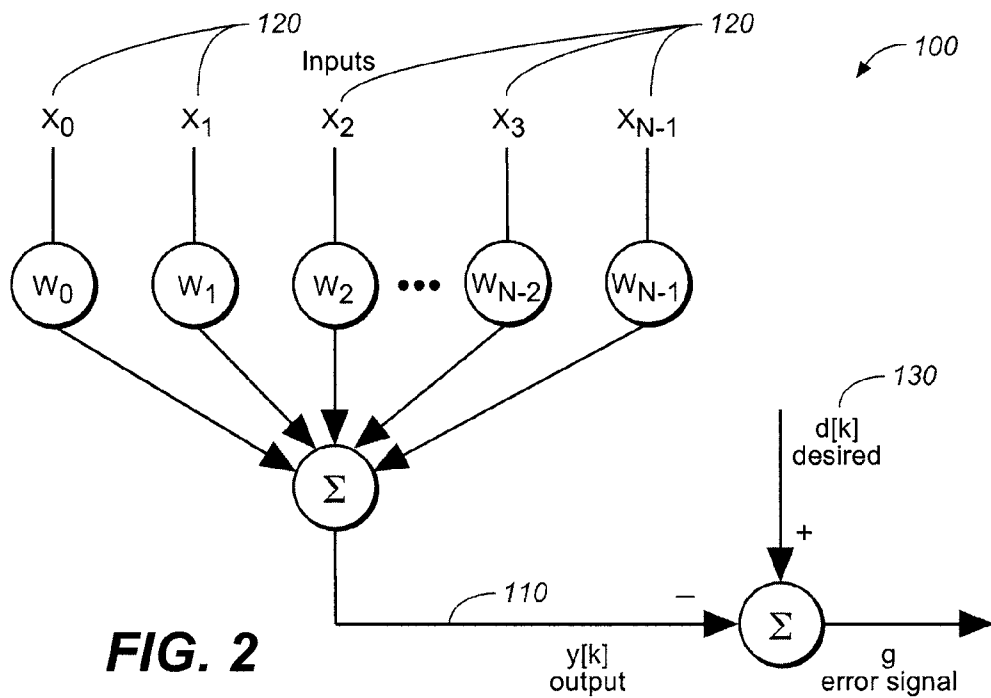 120 120
100
Inputs
X0 X1 X2 X3 XN-1
W0 W1 W2 ••• WN-2 WN-1
130
d[k]
desired
Σ
+
110 –
Σ
FIG. 2
y[k]
output
g
error signal